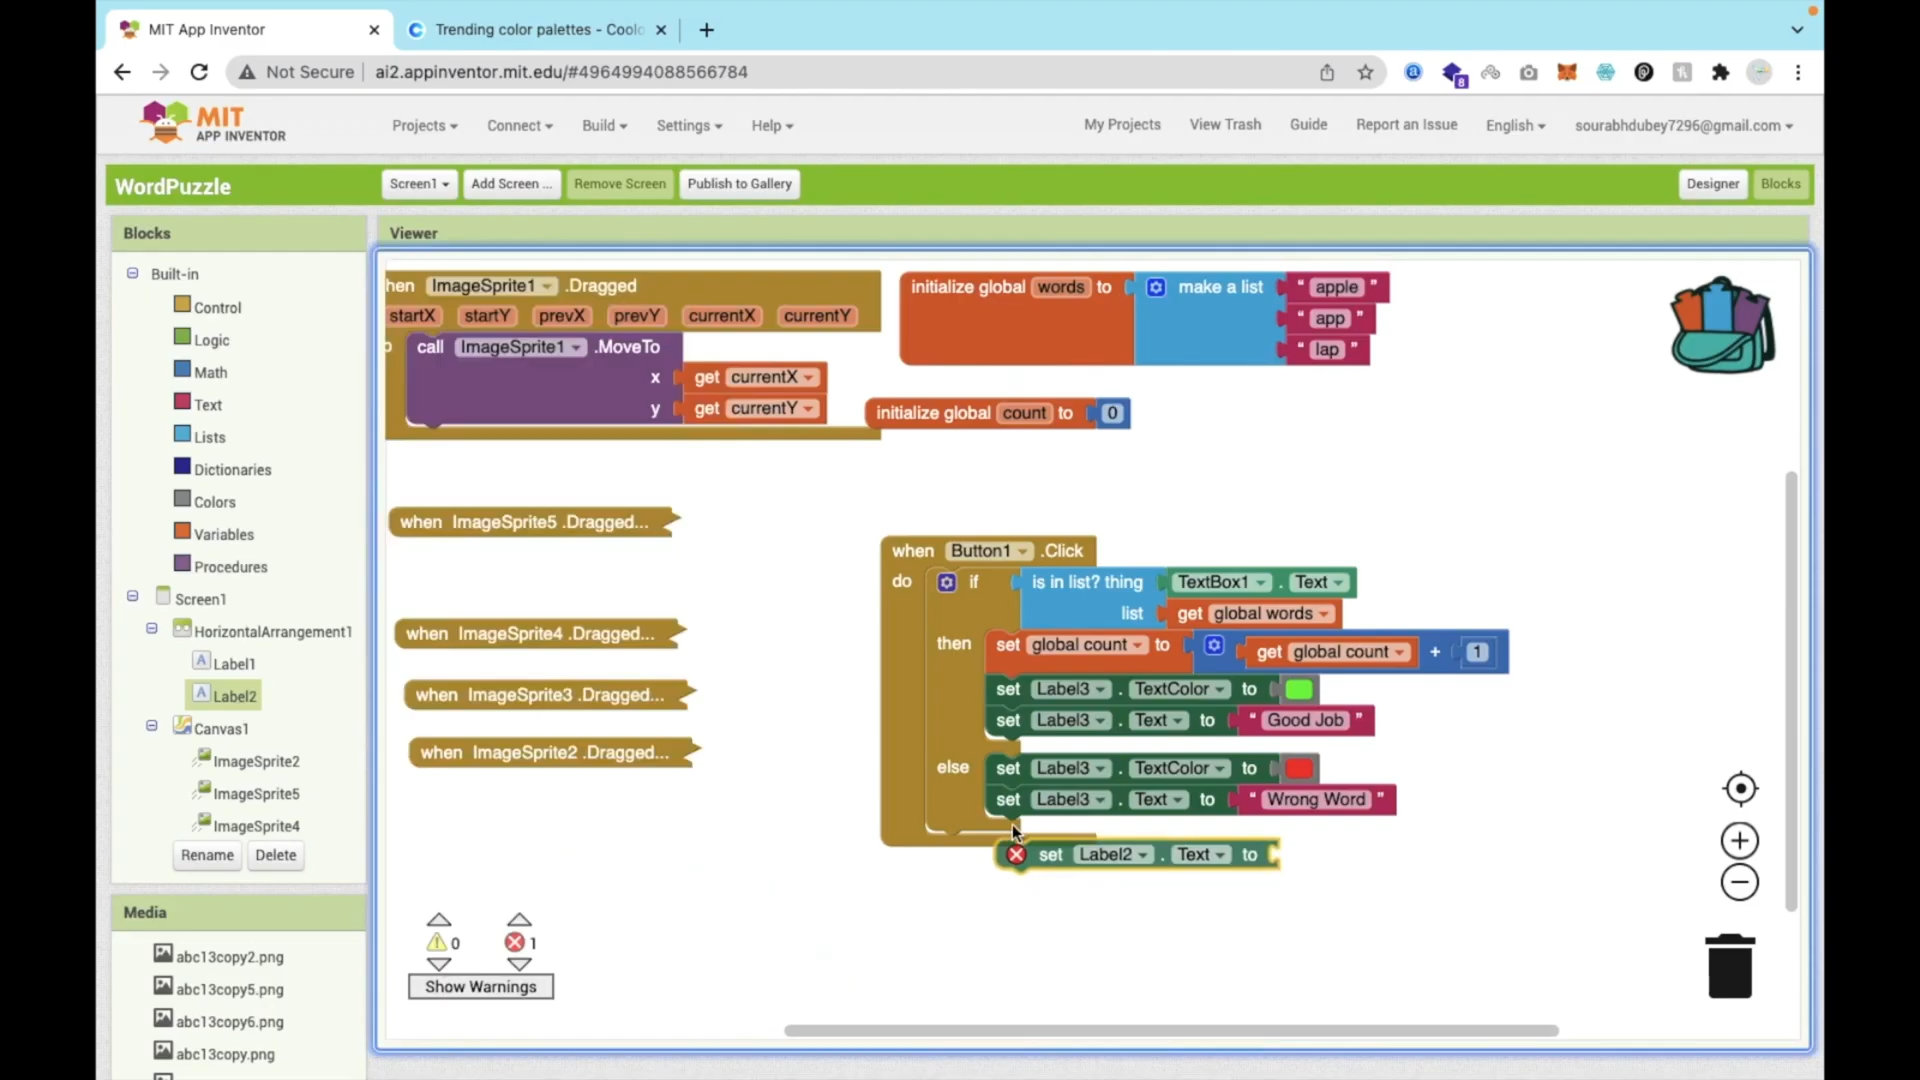 MIT App Inventor
Trending color palettes - Coolo
Not Secure
ai2.appinventor.mit.edu/#4964994088566784
8
MIT
APP INVENTOR
Projects
Connect
Build
Settings
Help
My Projects
View Trash
Guide
Report an Issue
English
sourabhdubey7296@gmail.com
WordPuzzle
Screen1
Add Screen ...
Remove Screen
Publish to Gallery
Designer
Blocks
Blocks
Built-in
Control
Logic
Math
Text
Lists
Dictionaries
Colors
Variables
Procedures
Screen1
HorizontalArrangement1
Label1
Label2
Canvas1
ImageSprite2
ImageSprite5
ImageSprite4
Rename
Delete
Media
abc13copy2.png
abc13copy5.png
abc13copy6.png
abc13copy.png
Viewer
hen ImageSprite1 .Dragged
startX startY prevX prevY currentX currentY
call ImageSprite1 .MoveTo
x get currentX
y get currentY
initialize global words to make a list " apple "
" app "
" lap "
initialize global count to 0
when ImageSprite5 .Dragged...
when ImageSprite4 .Dragged...
when ImageSprite3 .Dragged...
when ImageSprite2 .Dragged...
when Button1 .Click
do if is in list? thing TextBox1 . Text
list get global words
then set global count to get global count + 1
set Label3 . TextColor to
set Label3 . Text to " Good Job "
else set Label3 . TextColor to
set Label3 . Text to " Wrong Word "
set Label2 . Text to
0
1
Show Warnings